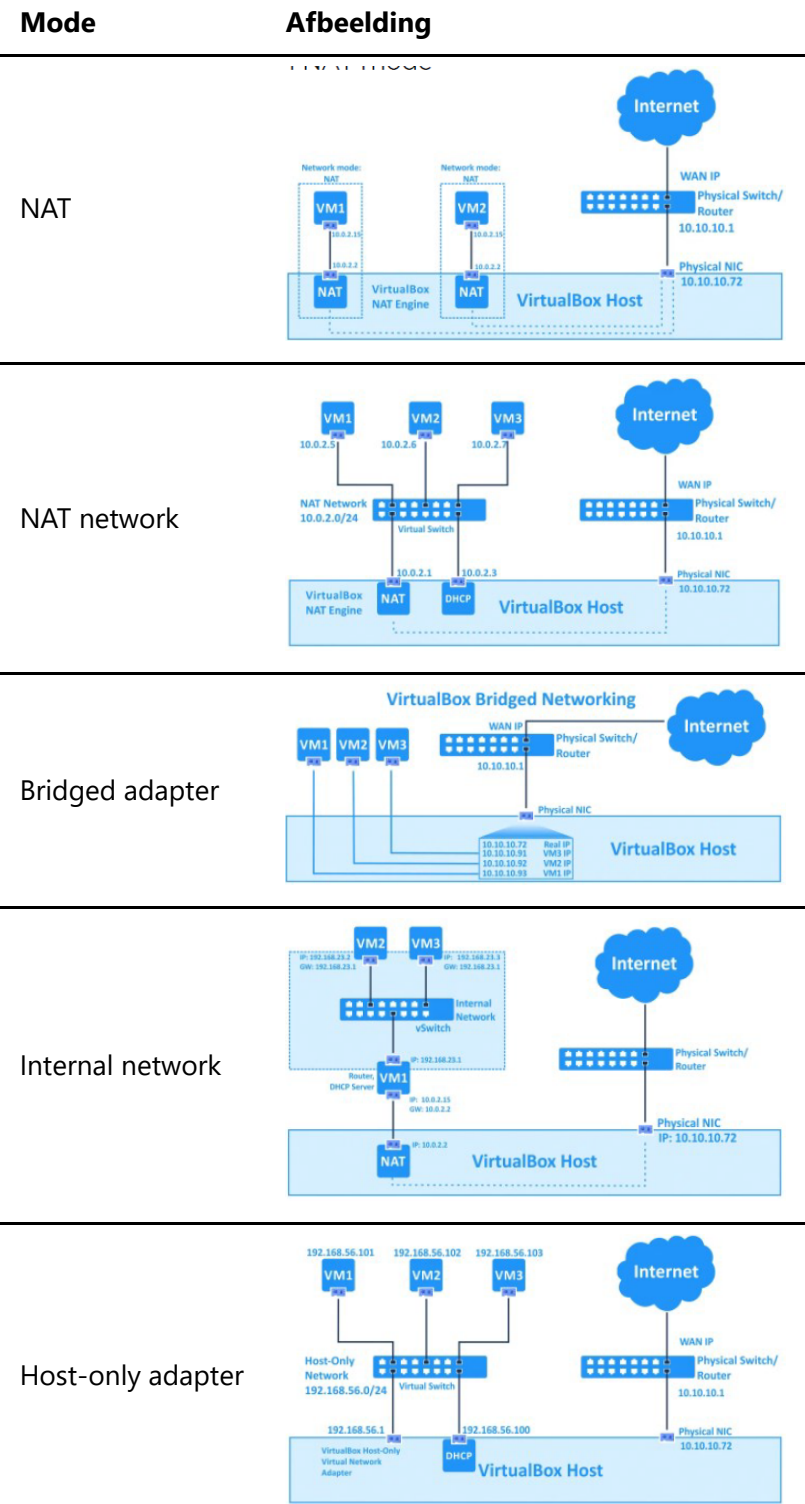 Mode Afbeelding
NAT
Internet
WAN IP
Physical Switch/
Router
10.10.10.1
Network mode:
NAT
VM1
10.0.2.15
10.0.2.2
NAT
Network mode:
NAT
VM2
10.0.2.15
10.0.2.2
NAT
VirtualBox
NAT Engine
VirtualBox Host
Physical NIC
10.10.10.72
NAT network
VM1
VM2
VM3
10.0.2.5
10.0.2.6
10.0.2.7
Internet
WAN IP
NAT Network
10.0.2.0/24
Virtual Switch
Physical Switch/
Router
10.10.10.1
10.0.2.1
10.0.2.3
Physical NIC
10.10.10.72
VirtualBox
NAT Engine
NAT
DHCP
VirtualBox Host
Bridged adapter
VirtualBox Bridged Networking
WAN IP
Internet
VM1
VM2
VM3
Physical Switch/
Router
10.10.10.1
Physical NIC
10.10.10.72 Real IP
10.10.10.91 VM3 IP
10.10.10.92 VM2 IP
10.10.10.93 VM1 IP
VirtualBox Host
Internal network
VM2
VM3
IP: 192.168.23.2
GW: 192.168.23.1
IP: 192.168.23.3
GW: 192.168.23.1
Internet
Internal
Network
vSwitch
IP: 192.168.23.1
Router,
DHCP Server
VM1
IP: 10.0.2.15
GW: 10.0.2.2
Physical Switch/
Router
Physical NIC
IP: 10.10.10.72
IP: 10.0.2.2
NAT
VirtualBox Host
Host-only adapter
192.168.56.101
192.168.56.102
192.168.56.103
VM1
VM2
VM3
Internet
WAN IP
Host-Only
Network
192.168.56.0/24
Virtual Switch
Physical Switch/
Router
10.10.10.1
192.168.56.1
192.168.56.100
Physical NIC
10.10.10.72
VirtualBox Host-Only
Virtual Network
Adapter
DHCP
VirtualBox Host